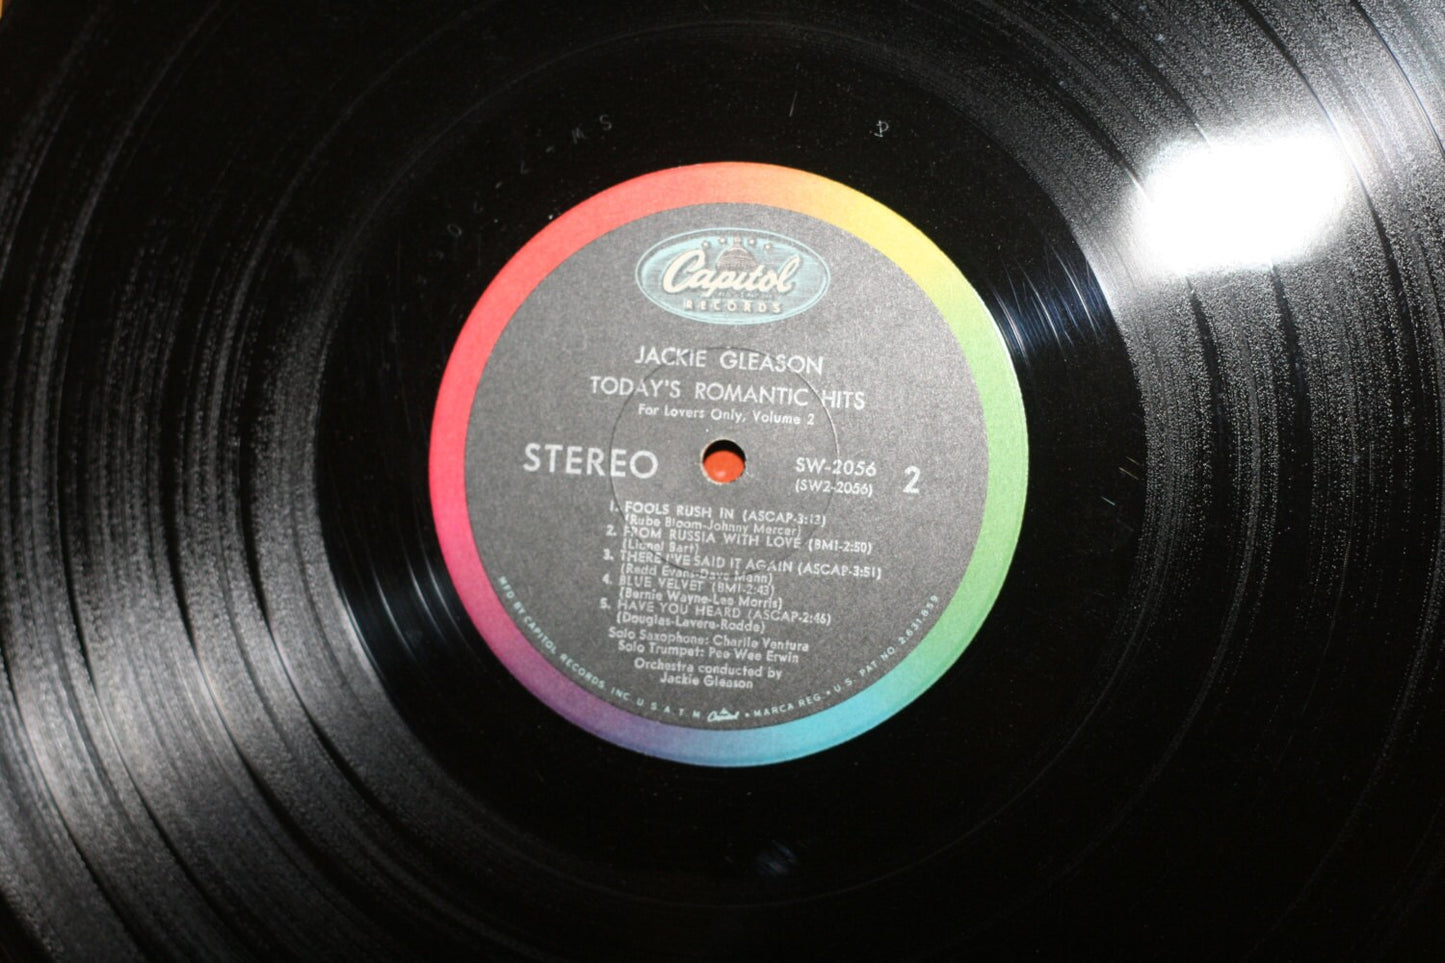 Capitol
RECORDS
JACKIE GLEASON
TODAY'S ROMANTIC HITS
For Lovers Only, Volume 2
STEREO
SW-2056
(SW2-2056)
2
1. FOOLS RUSH IN (ASCAP-3:13)
(Rube Bloom-Johnny Mercer)
2. FROM RUSSIA WITH LOVE (BMI-2:50)
(Lionel Bart)
3. THERE I'VE SAID IT AGAIN (ASCAP-3:51)
(Redd Evans-Dave Mann)
4. BLUE VELVET (BMI-2:43)
(Bernie Wayne-Lee Morris)
5. HAVE YOU HEARD (ASCAP-2:46)
(Douglas-Lavere-Rodde)
Solo Saxophone: Charlie Ventura
Solo Trumpet: Pee Wee Erwin
Orchestra conducted by
Jackie Gleason
MFD BY CAPITOL RECORDS, INC. U.S.A. T.M. Capitol • MARCA REG. • U.S. PAT. NO. 2,631,859